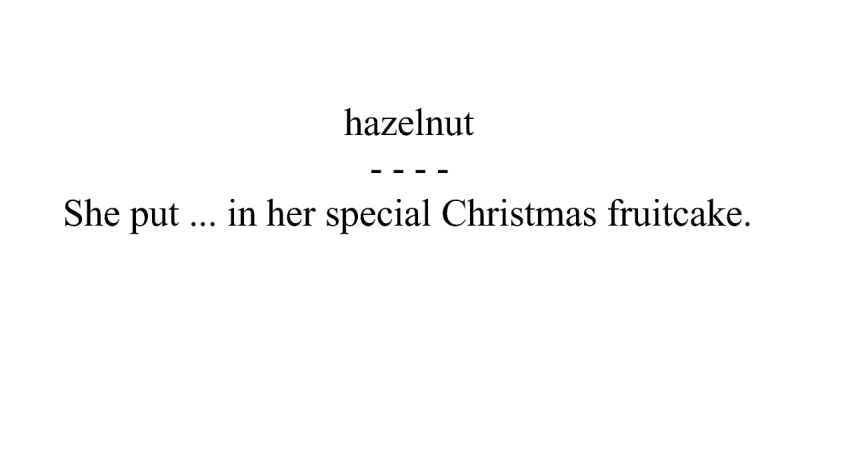 hazelnut
- - - -
She put ... in her special Christmas fruitcake.